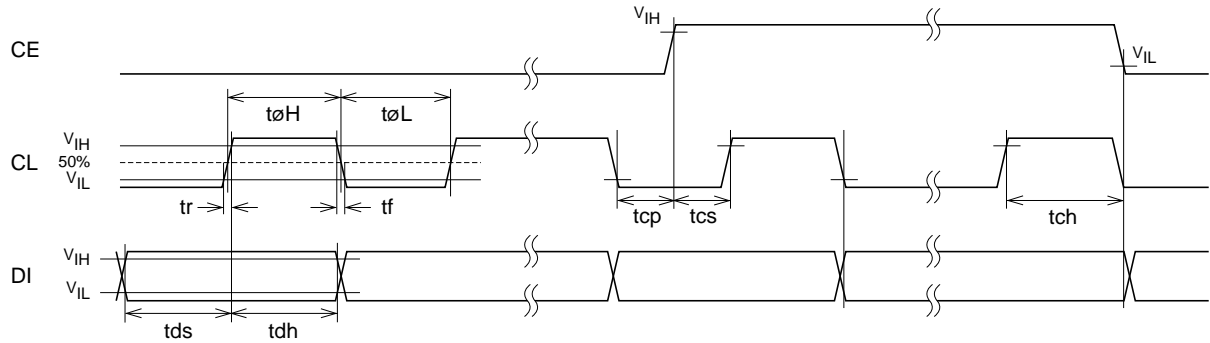 CE
VIH
VIL
tøH
tøL
CL
VIH
50%
VIL
tr
tf
tcp
tcs
tch
DI
VIH
VIL
tds
tdh